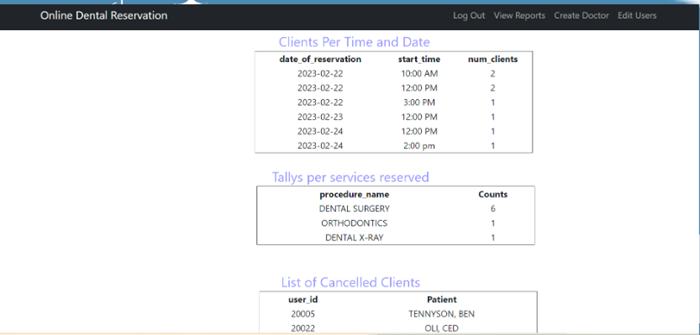 Online Dental Reservation Log Out View Reports Create Doctor Edit Users
Clients Per Time and Date
date_of_reservation start_time num_clients
2023-02-22 10:00 AM 2
2023-02-22 12:00 PM 2
2023-02-22 3:00 PM 1
2023-02-23 12:00 PM 1
2023-02-24 12:00 PM 1
2023-02-24 2:00 pm 1
Tallys per services reserved
procedure_name Counts
DENTAL SURGERY 6
ORTHODONTICS 1
DENTAL X-RAY 1
List of Cancelled Clients
user_id Patient
20005 TENNYSON, BEN
20022 OLI, CED